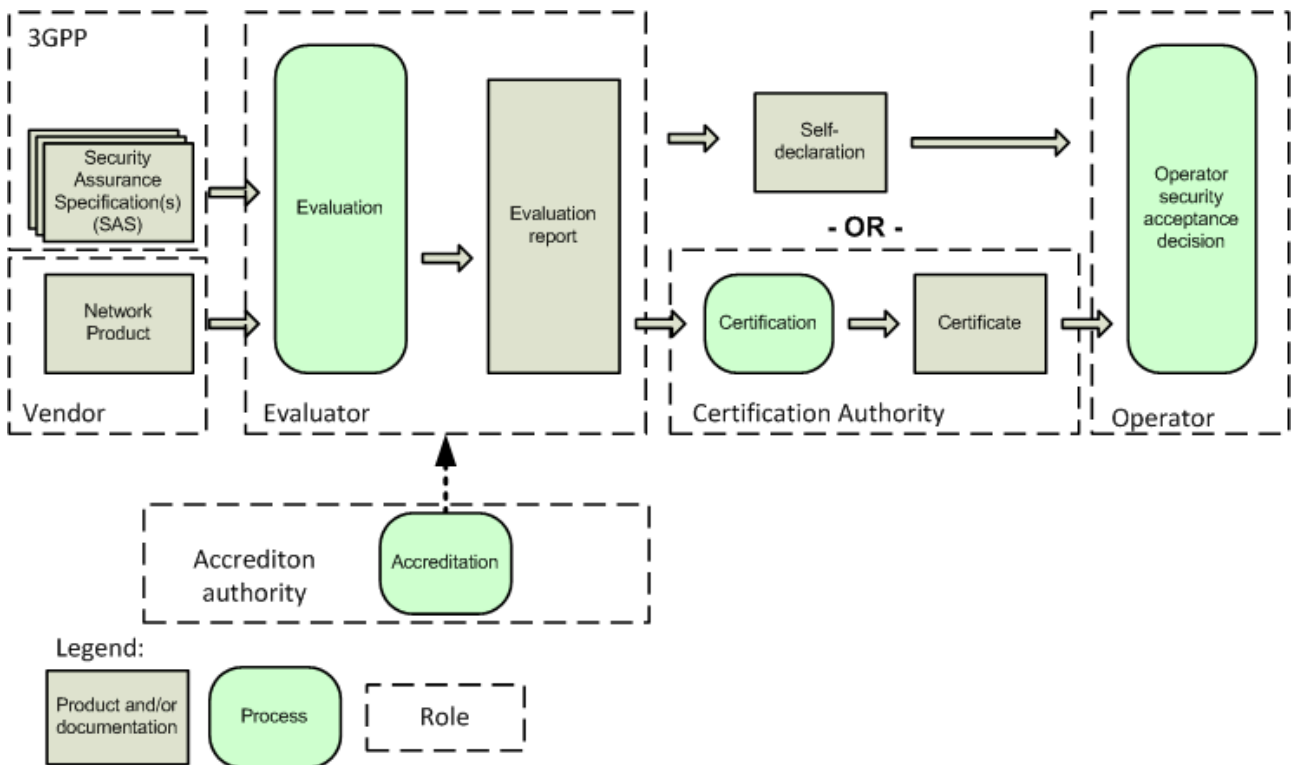 3GPP
Security
Assurance
Specification(s)
(SAS)
Network
Product
Vendor
Evaluation
Evaluation
report
Evaluator
Self-
declaration
- OR -
Certification
Certificate
Certification Authority
Operator
security
acceptance
decision
Operator
Accrediton
authority
Accreditation
Legend:
Product and/or
documentation
Process
Role